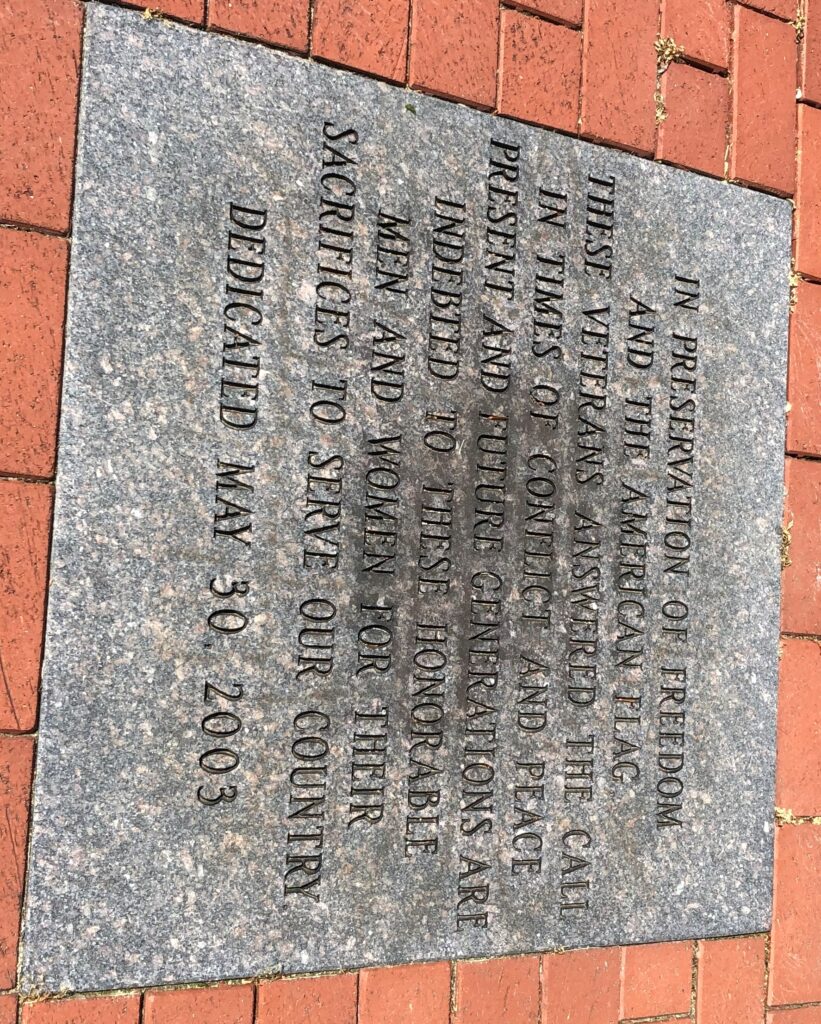 IN PRESERVATION OF FREEDOM
AND THE AMERICAN FLAG
THESE VETERANS ANSWERED THE CALL
IN TIMES OF CONFLICT AND PEACE
PRESENT AND FUTURE GENERATIONS ARE
INDEBTED TO THESE HONORABLE
MEN AND WOMEN FOR THEIR
SACRIFICES TO SERVE OUR COUNTRY
DEDICATED MAY 30, 2003